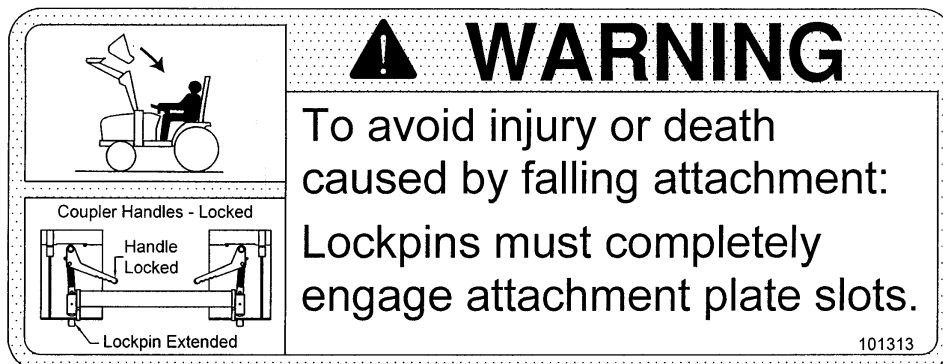 WARNING
To avoid injury or death
caused by falling attachment:
Lockpins must completely
engage attachment plate slots.
Coupler Handles - Locked
Handle
Locked
Lockpin Extended
101313